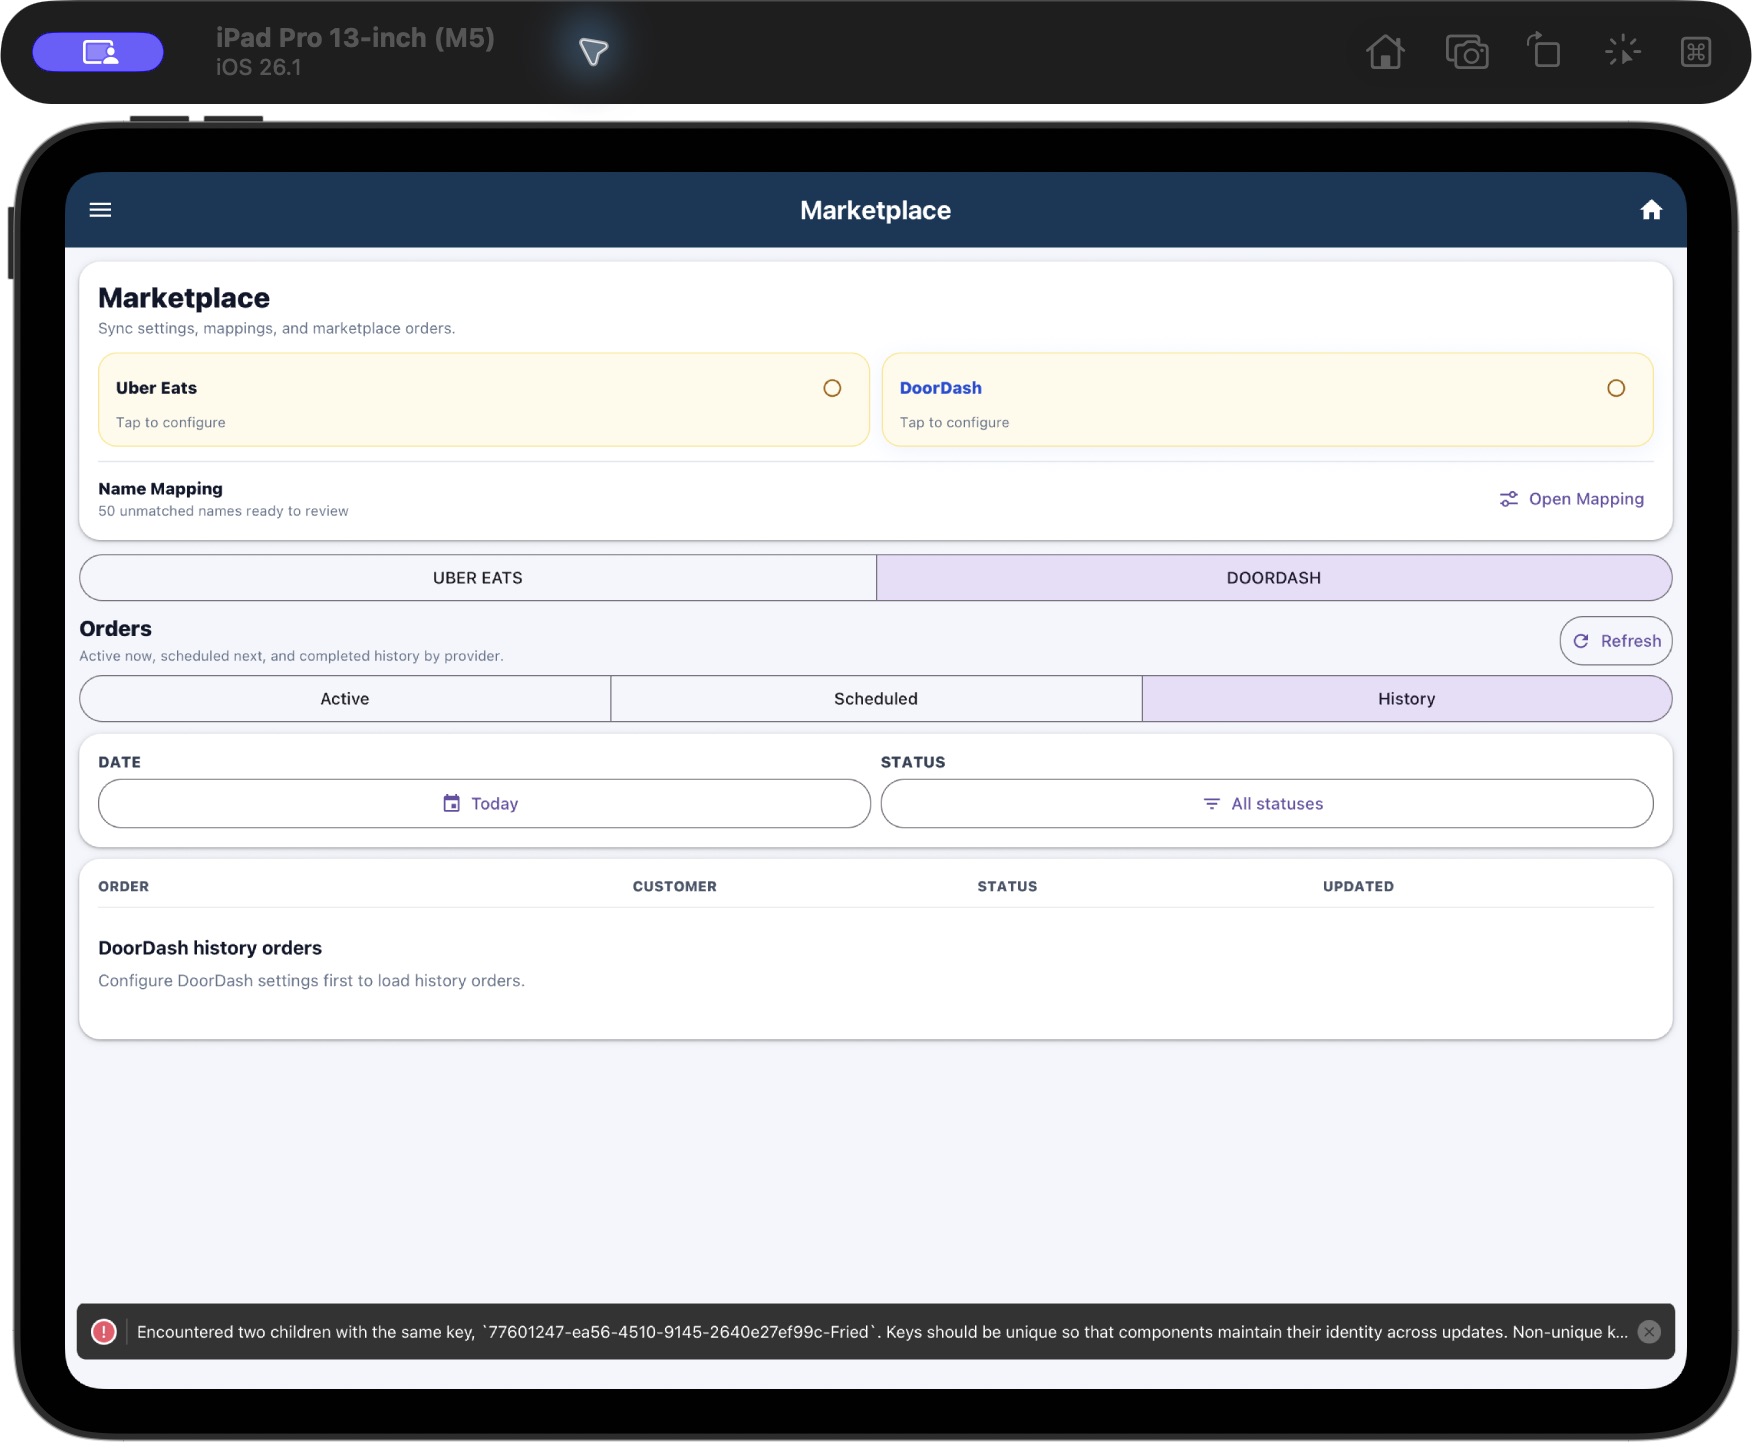 iPad Pro 13-inch (M5)
iOS 26.1
Marketplace
Marketplace
Sync settings, mappings, and marketplace orders.
Uber Eats
Tap to configure
DoorDash
Tap to configure
Name Mapping
50 unmatched names ready to review
Open Mapping
UBER EATS
DOORDASH
Orders
Active now, scheduled next, and completed history by provider.
Refresh
Active
Scheduled
History
DATE
Today
STATUS
All statuses
ORDER CUSTOMER STATUS UPDATED
DoorDash history orders
Configure DoorDash settings first to load history orders.
Encountered two children with the same key, `77601247-ea56-4510-9145-2640e27ef99c-Fried`. Keys should be unique so that components maintain their identity across updates. Non-unique k...